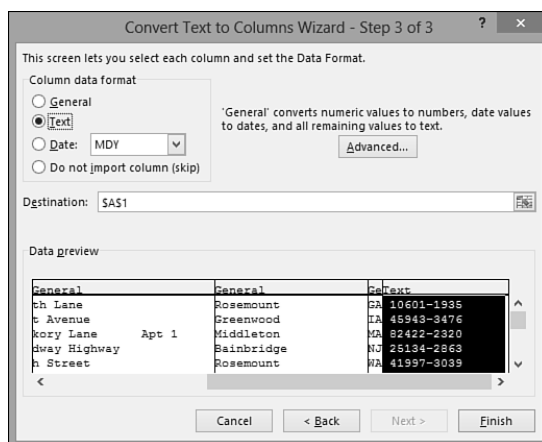 Convert Text to Columns Wizard - Step 3 of 3 ? ×
This screen lets you select each column and set the Data Format.
Column data format
General
Text
Date: MDY
Do not import column (skip)
'General' converts numeric values to numbers, date values
to dates, and all remaining values to text.
Advanced...
Destination: $A$1
Data preview
General General GeText
th Lane Rosemount GA 10601-1935
t Avenue Greenwood IA 45943-3476
kory Lane Apt 1 Middleton MA 82422-2320
dway Highway Bainbridge NJ 25134-2863
h Street Rosemount WA 41997-3039
Cancel < Back Next > Finish